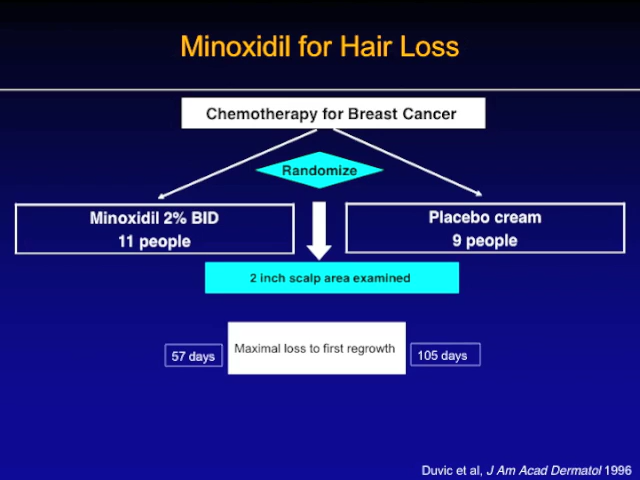 Minoxidil for Hair Loss
Chemotherapy for Breast Cancer
Randomize
Minoxidil 2% BID
11 people
Placebo cream
9 people
2 inch scalp area examined
57 days
Maximal loss to first regrowth
105 days
Duvic et al, J Am Acad Dermatol 1996